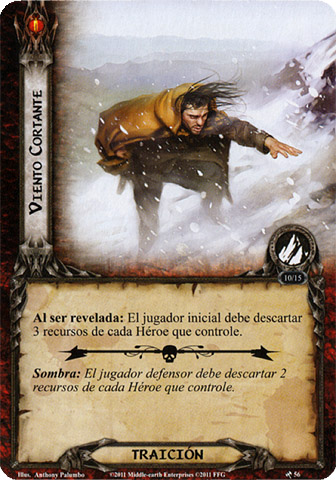 VIENTO CORTANTE
10/15
Al ser revelada: El jugador inicial debe descartar
3 recursos de cada Héroe que controle.
Sombra: El jugador defensor debe descartar 2
recursos de cada Héroe que controle.
TRAICIÓN
Illus. Anthony Palumbo ©2011 Middle-earth Enterprises ©2011 FFG 56